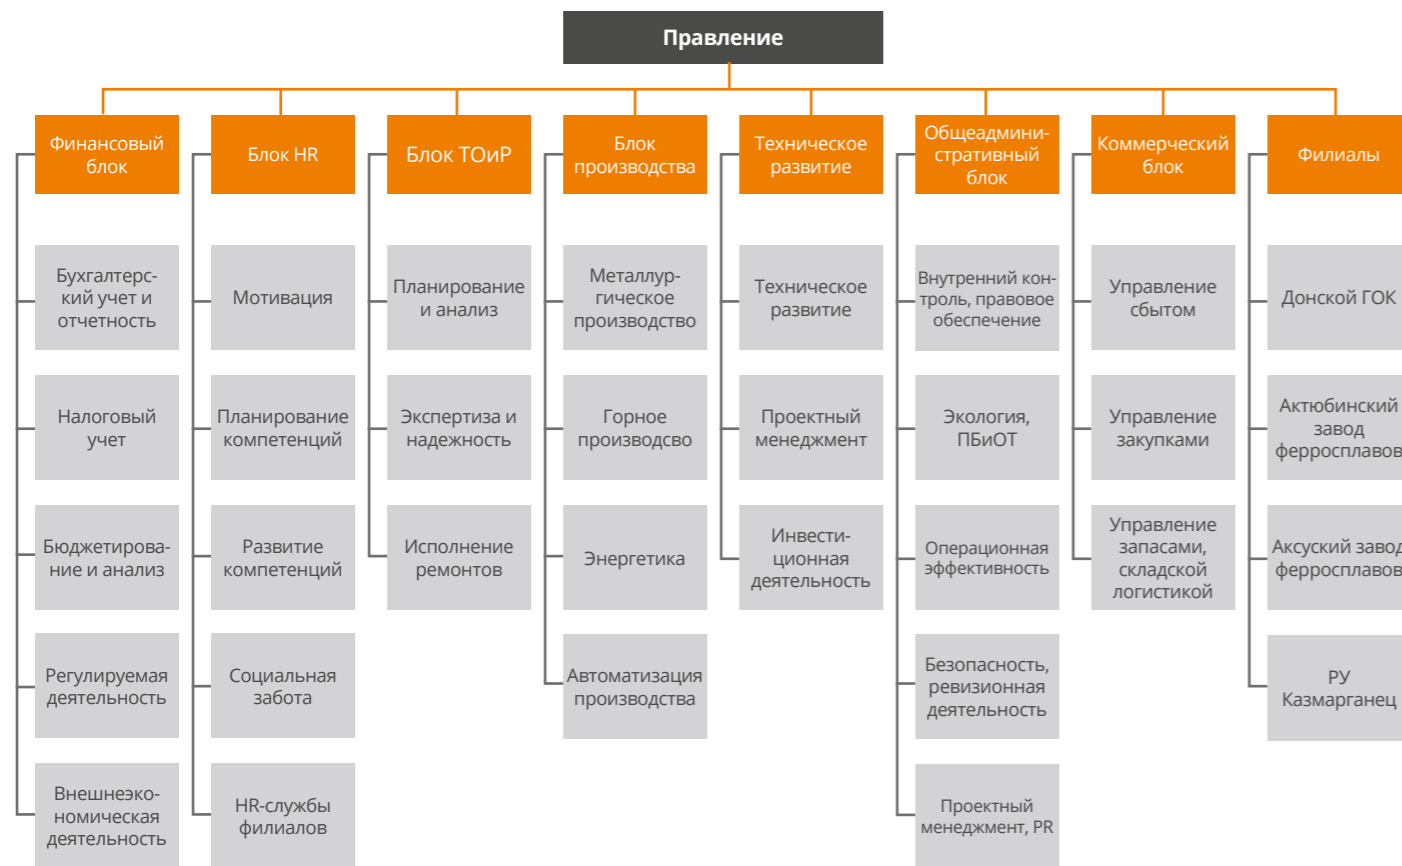 Правление
Финансовый
блок
Бухгалтерс-
кий учет и
отчетность
Налоговый
учет
Бюджетирова-
ние и анализ
Регулируемая
деятельность
Внешнеэко-
номическая
деятельность
Блок HR
Мотивация
Планирование
компетенций
Развитие
компетенций
Социальная
забота
HR-службы
филиалов
Блок ТОиР
Планирование
и анализ
Экспертиза и
надежность
Исполнение
ремонтов
Блок
производства
Металлур-
гическое
производство
Горное
производсво
Энергетика
Автоматизация
производства
Техническое
развитие
Техническое
развитие
Проектный
менеджмент
Инвести-
ционная
деятельность
Общеадмини-
стративный
блок
Внутренний кон-
троль, правовое
обеспечение
Экология,
ПБиОТ
Операционная
эффективность
Безопасность,
ревизионная
деятельность
Проектный
менеджмент, PR
Коммерческий
блок
Управление
сбытом
Управление
закупками
Управление
запасами,
складской
логистикой
Филиалы
Донской ГОК
Актюбинский
завод
ферросплавов
Аксуский завод
ферросплавов
РУ
Казмарганец